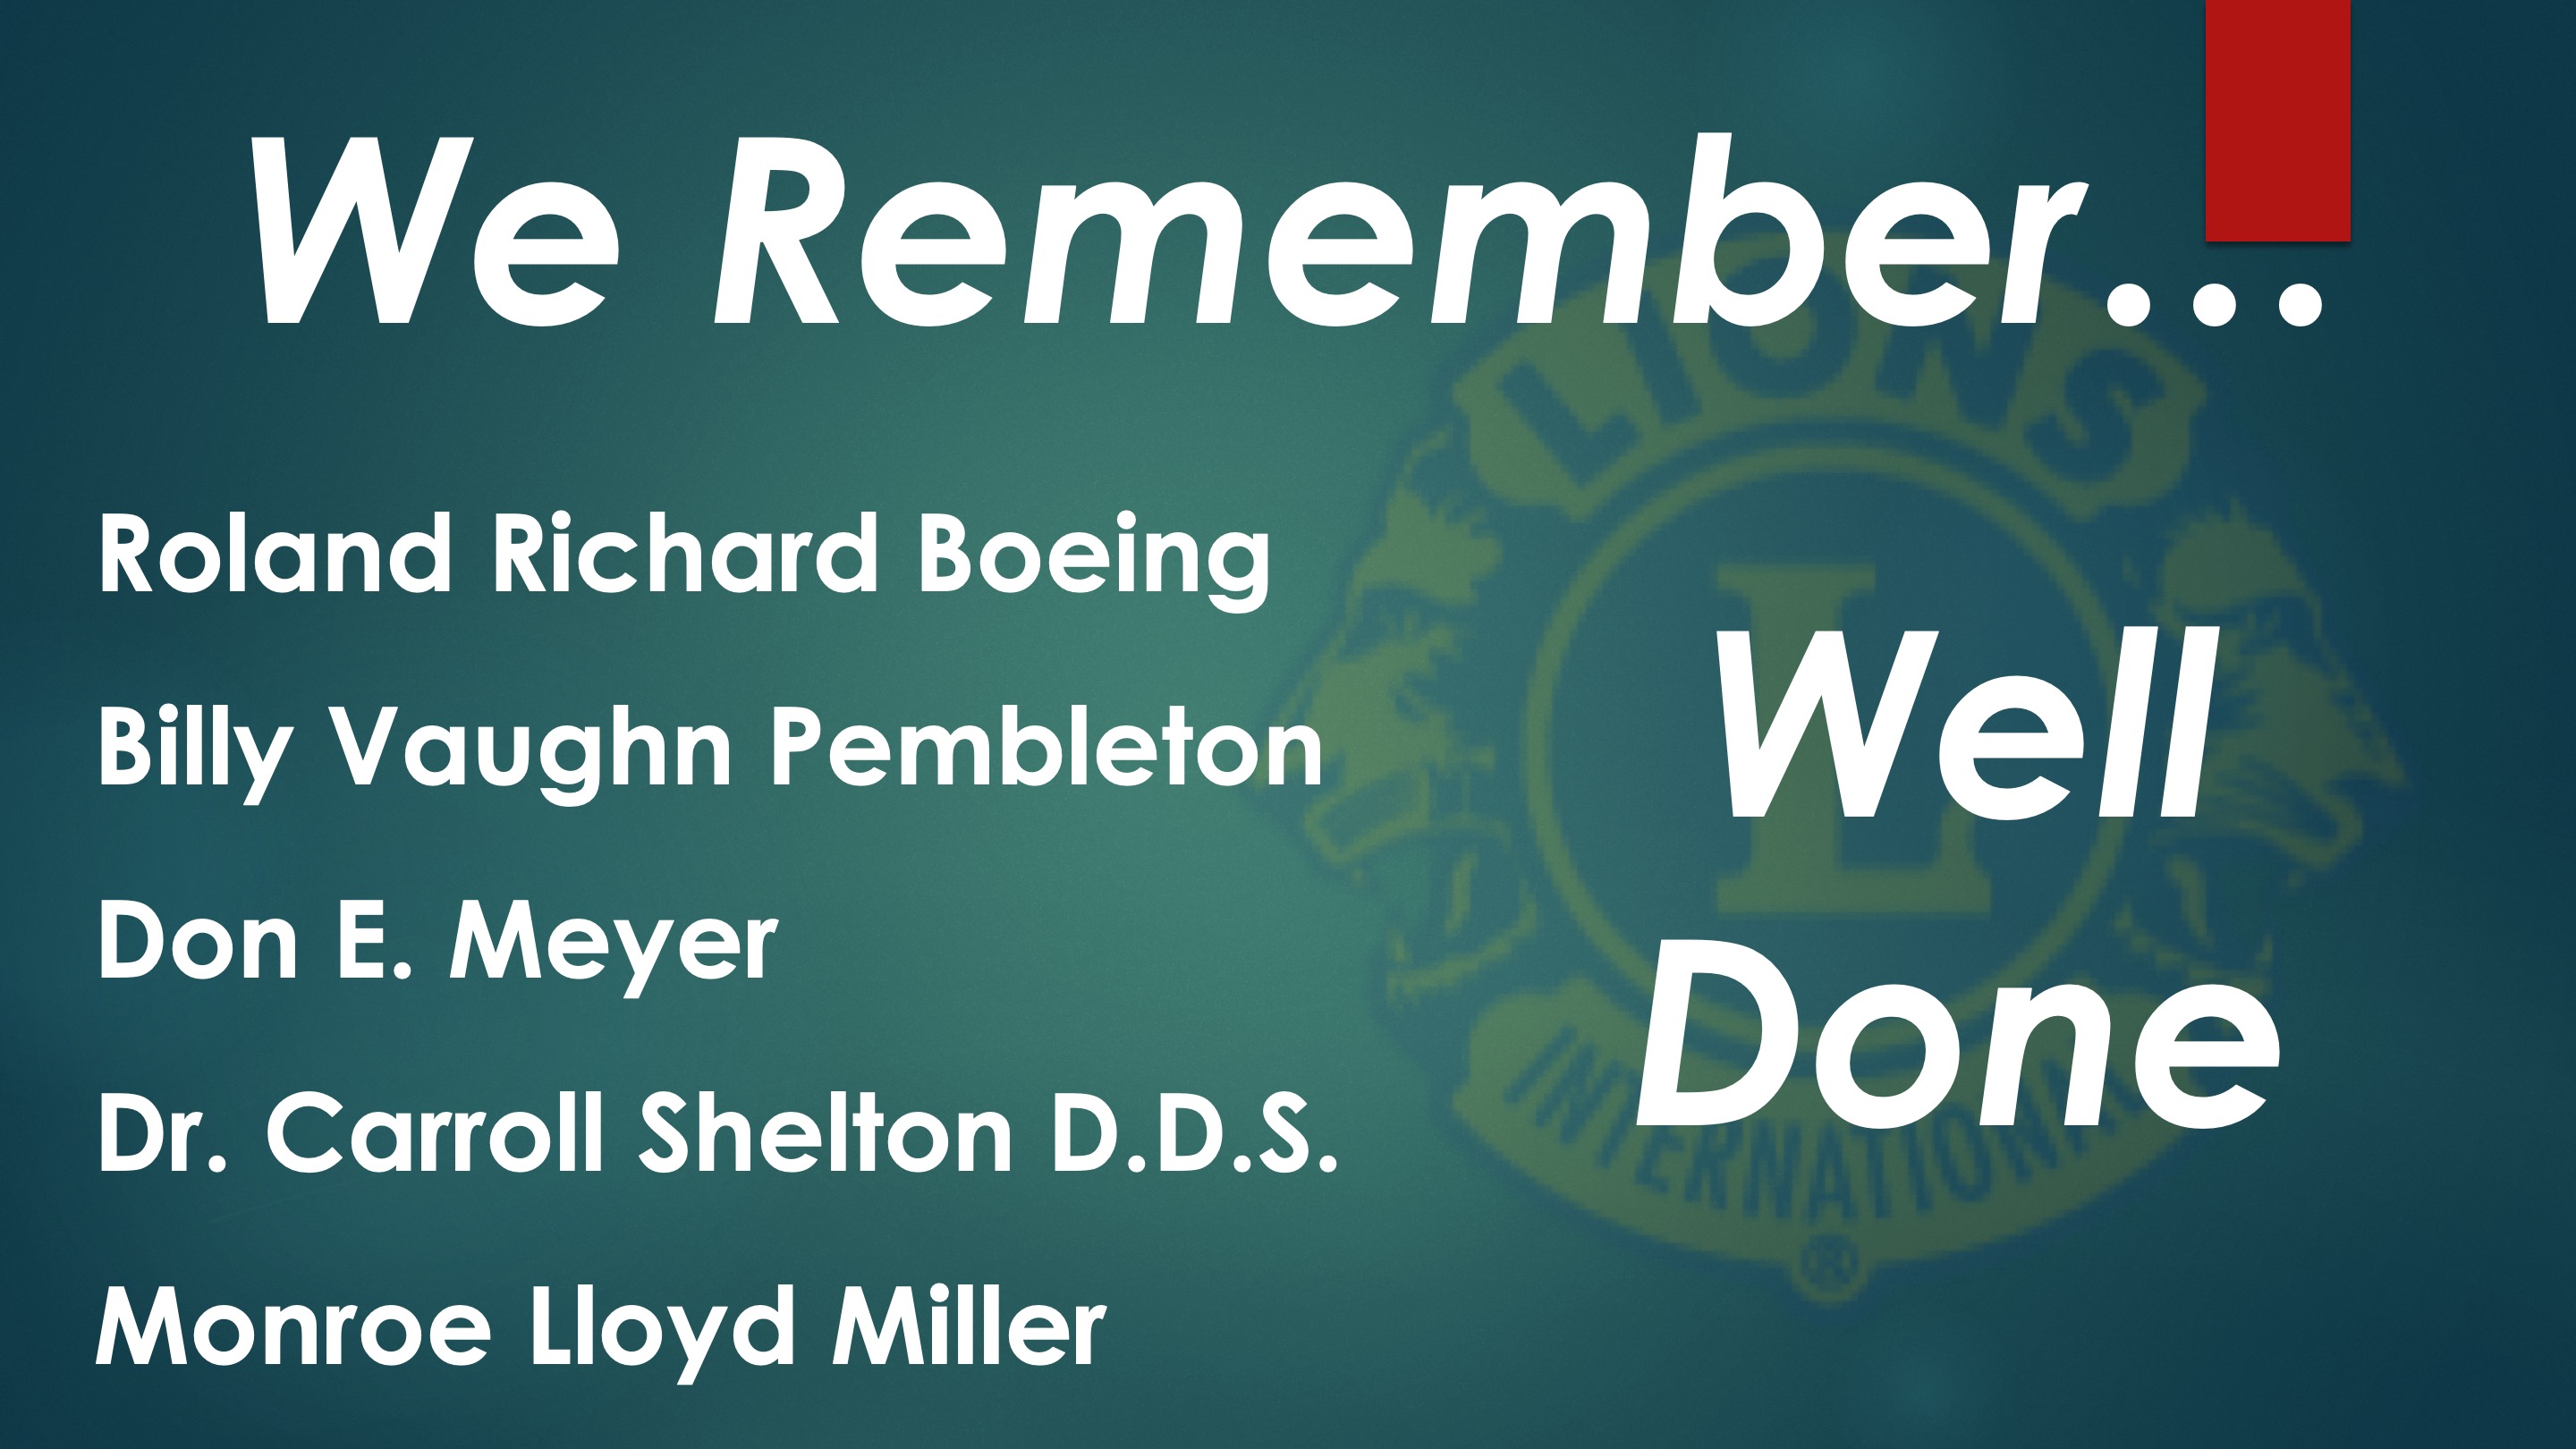 We Remember...
Roland Richard Boeing
Billy Vaughn Pembleton
Don E. Meyer
Dr. Carroll Shelton D.D.S.
Monroe Lloyd Miller
Well
Done
LIONS
L
INTERNATIONAL
®